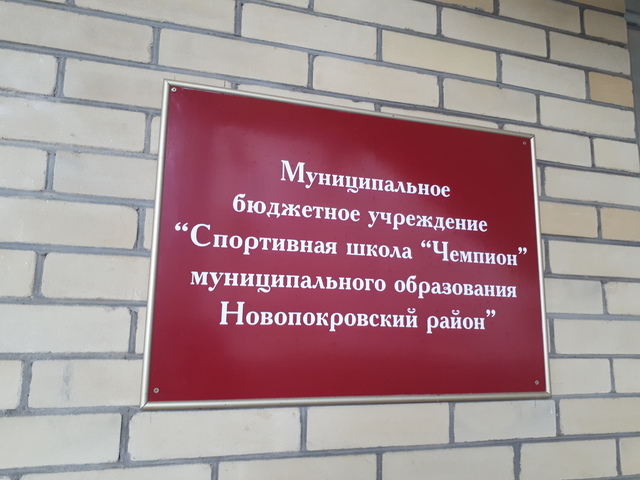 Муниципальное
бюджетное учреждение
“Спортивная школа “Чемпион”
муниципального образования
Новопокровский район”